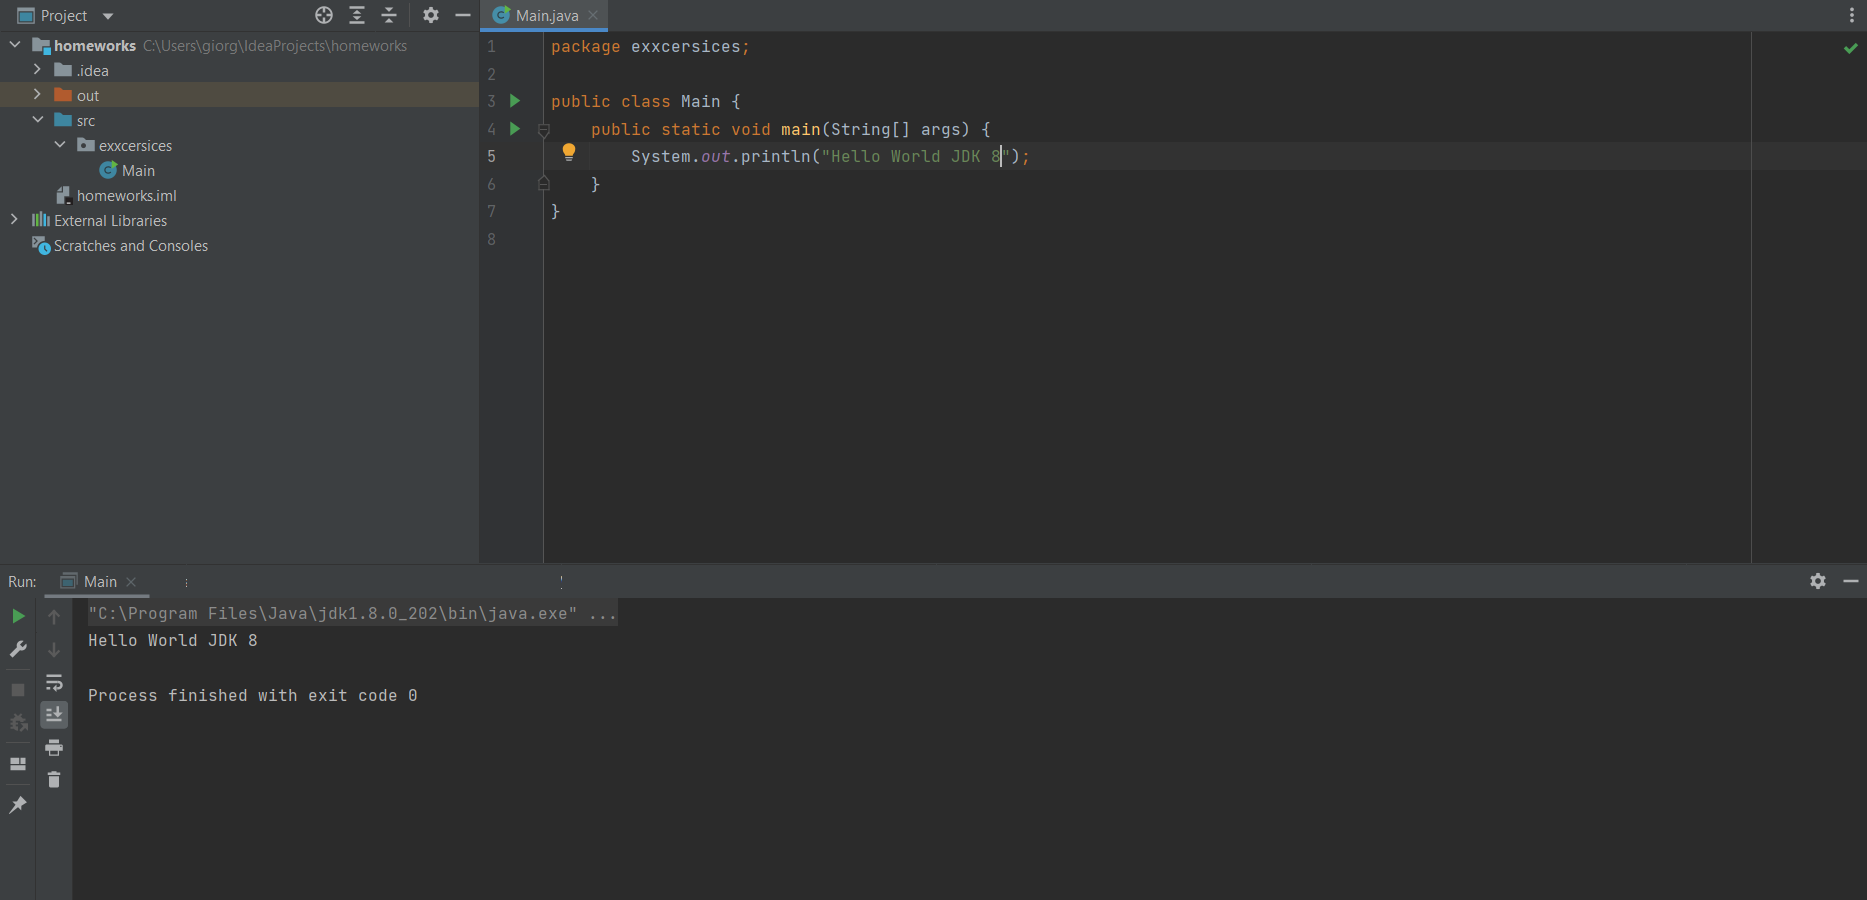 Project
homeworks C:\Users\giorg\IdeaProjects\homeworks
.idea
out
src
exxcersices
Main
homeworks.iml
External Libraries
Scratches and Consoles
Main.java
1 package exxcersices;
2
3 public class Main {
4 public static void main(String[] args) {
5 System.out.println("Hello World JDK 8");
6 }
7 }
8
Run: Main
"C:\Program Files\Java\jdk1.8.0_202\bin\java.exe" ...
Hello World JDK 8
Process finished with exit code 0